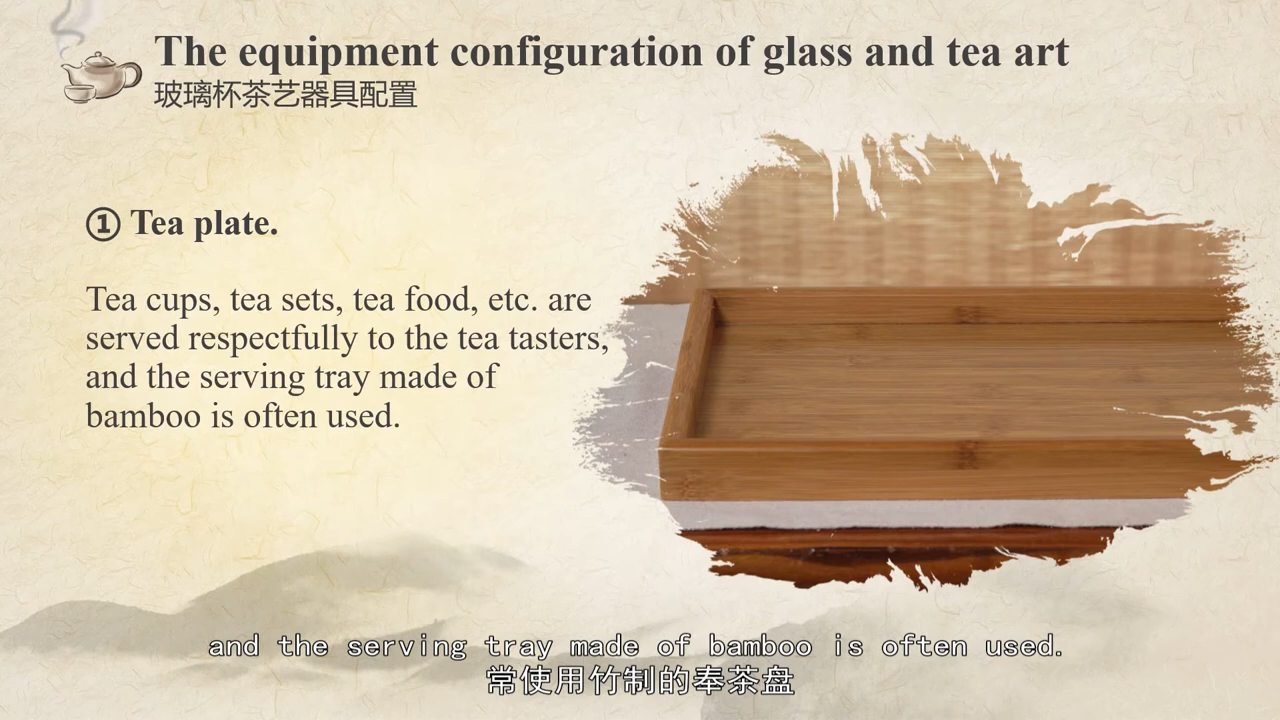 The equipment configuration of glass and tea art
玻璃杯茶艺器具配置
① Tea plate.
Tea cups, tea sets, tea food, etc. are
served respectfully to the tea tasters,
and the serving tray made of
bamboo is often used.
and the serving tray made of bamboo is often used.
常使用竹制的奉茶盘